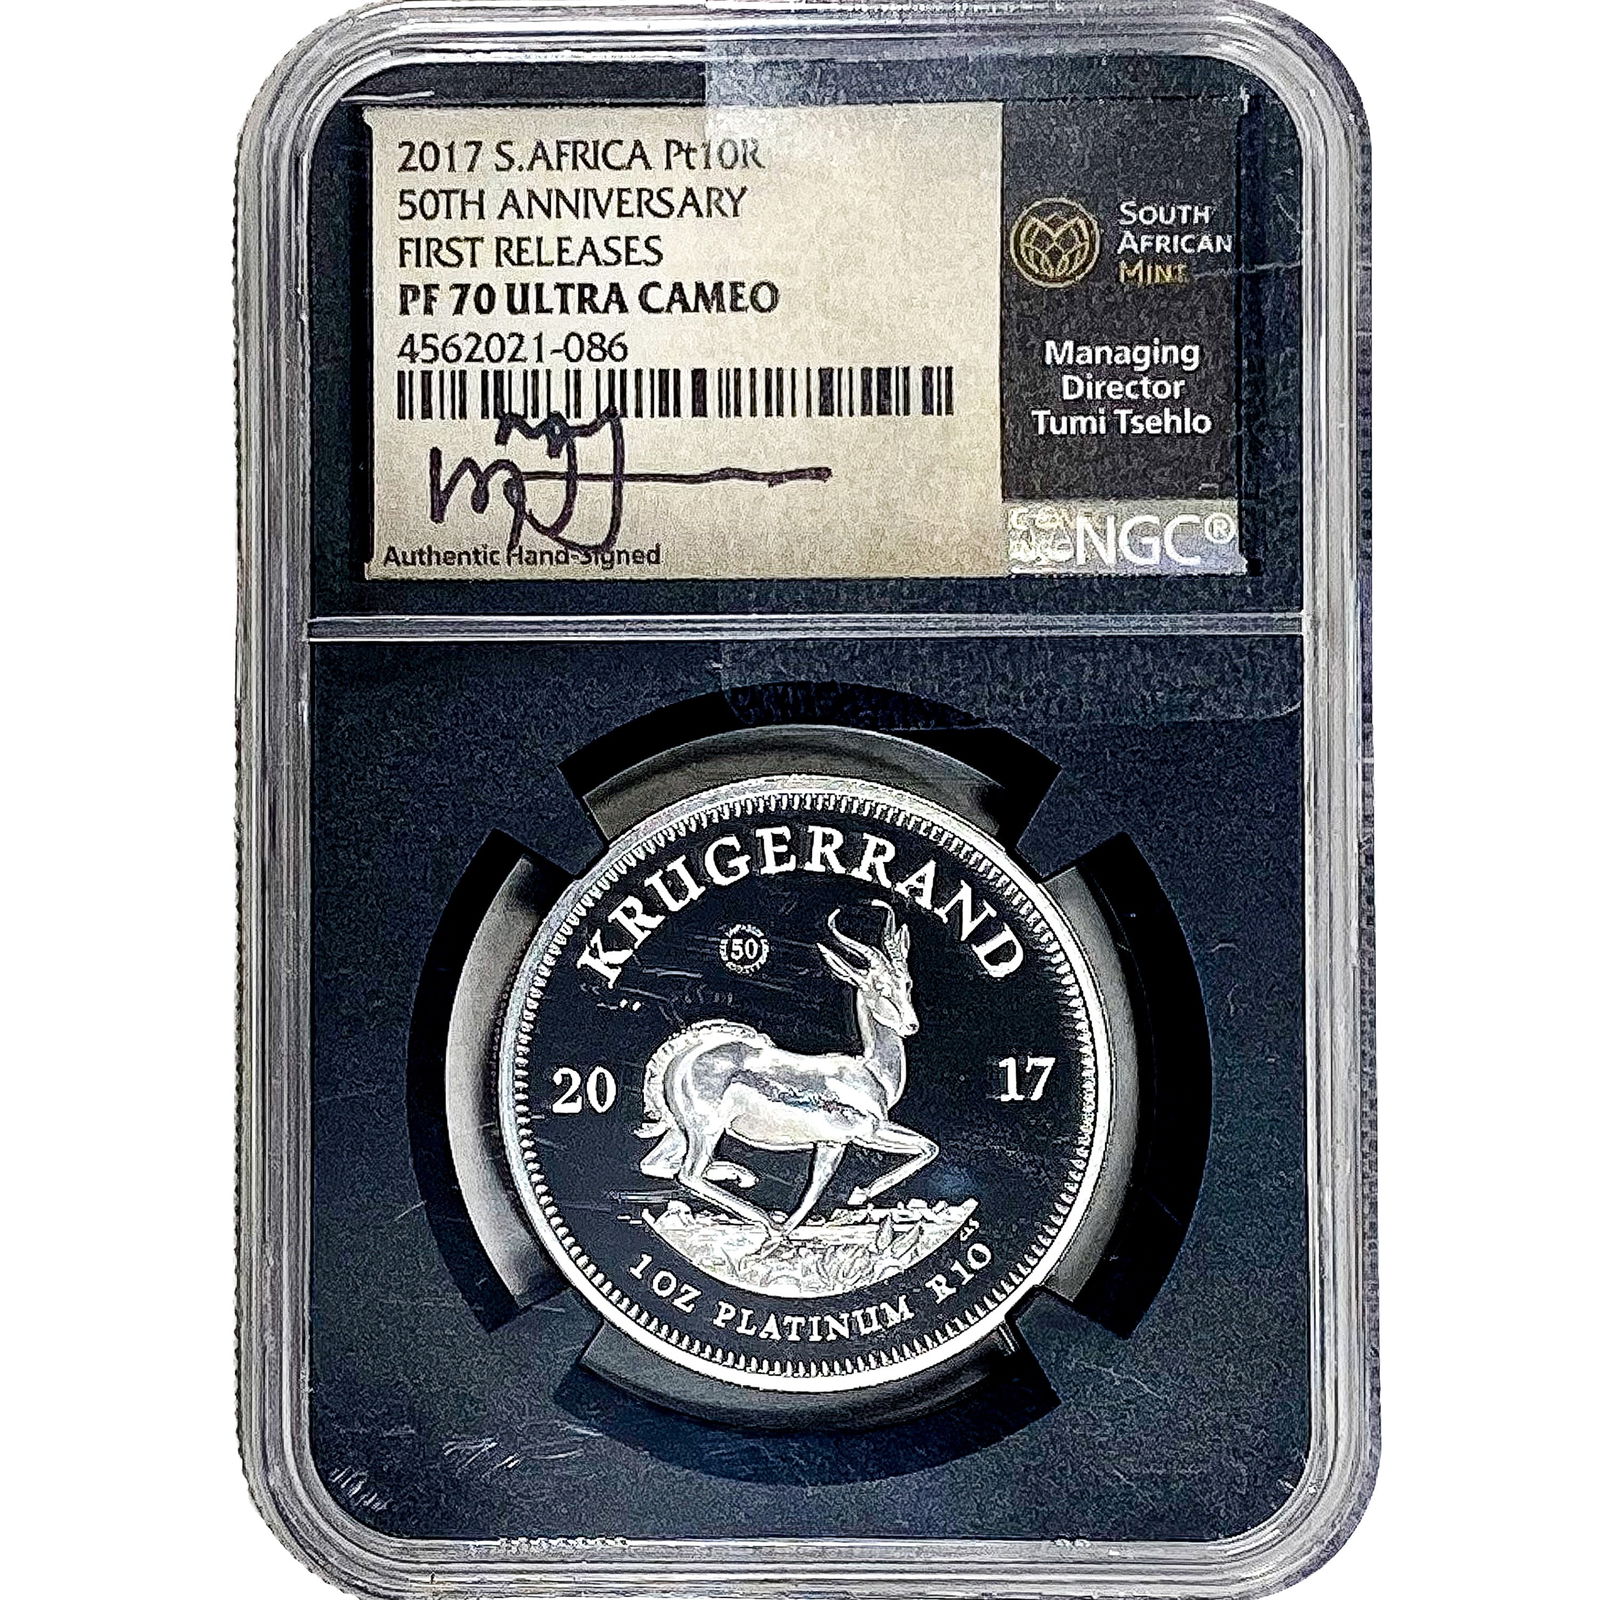 2017 S.AFRICA Pt10R
50TH ANNIVERSARY
FIRST RELEASES
PF 70 ULTRA CAMEO
4562021-086
Authentic Hand-Signed
SOUTH
AFRICAN
MINT
Managing
Director
Tumi Tsehlo
NGC®
KRUGERRAND
50
20 17
1OZ PLATINUM R10